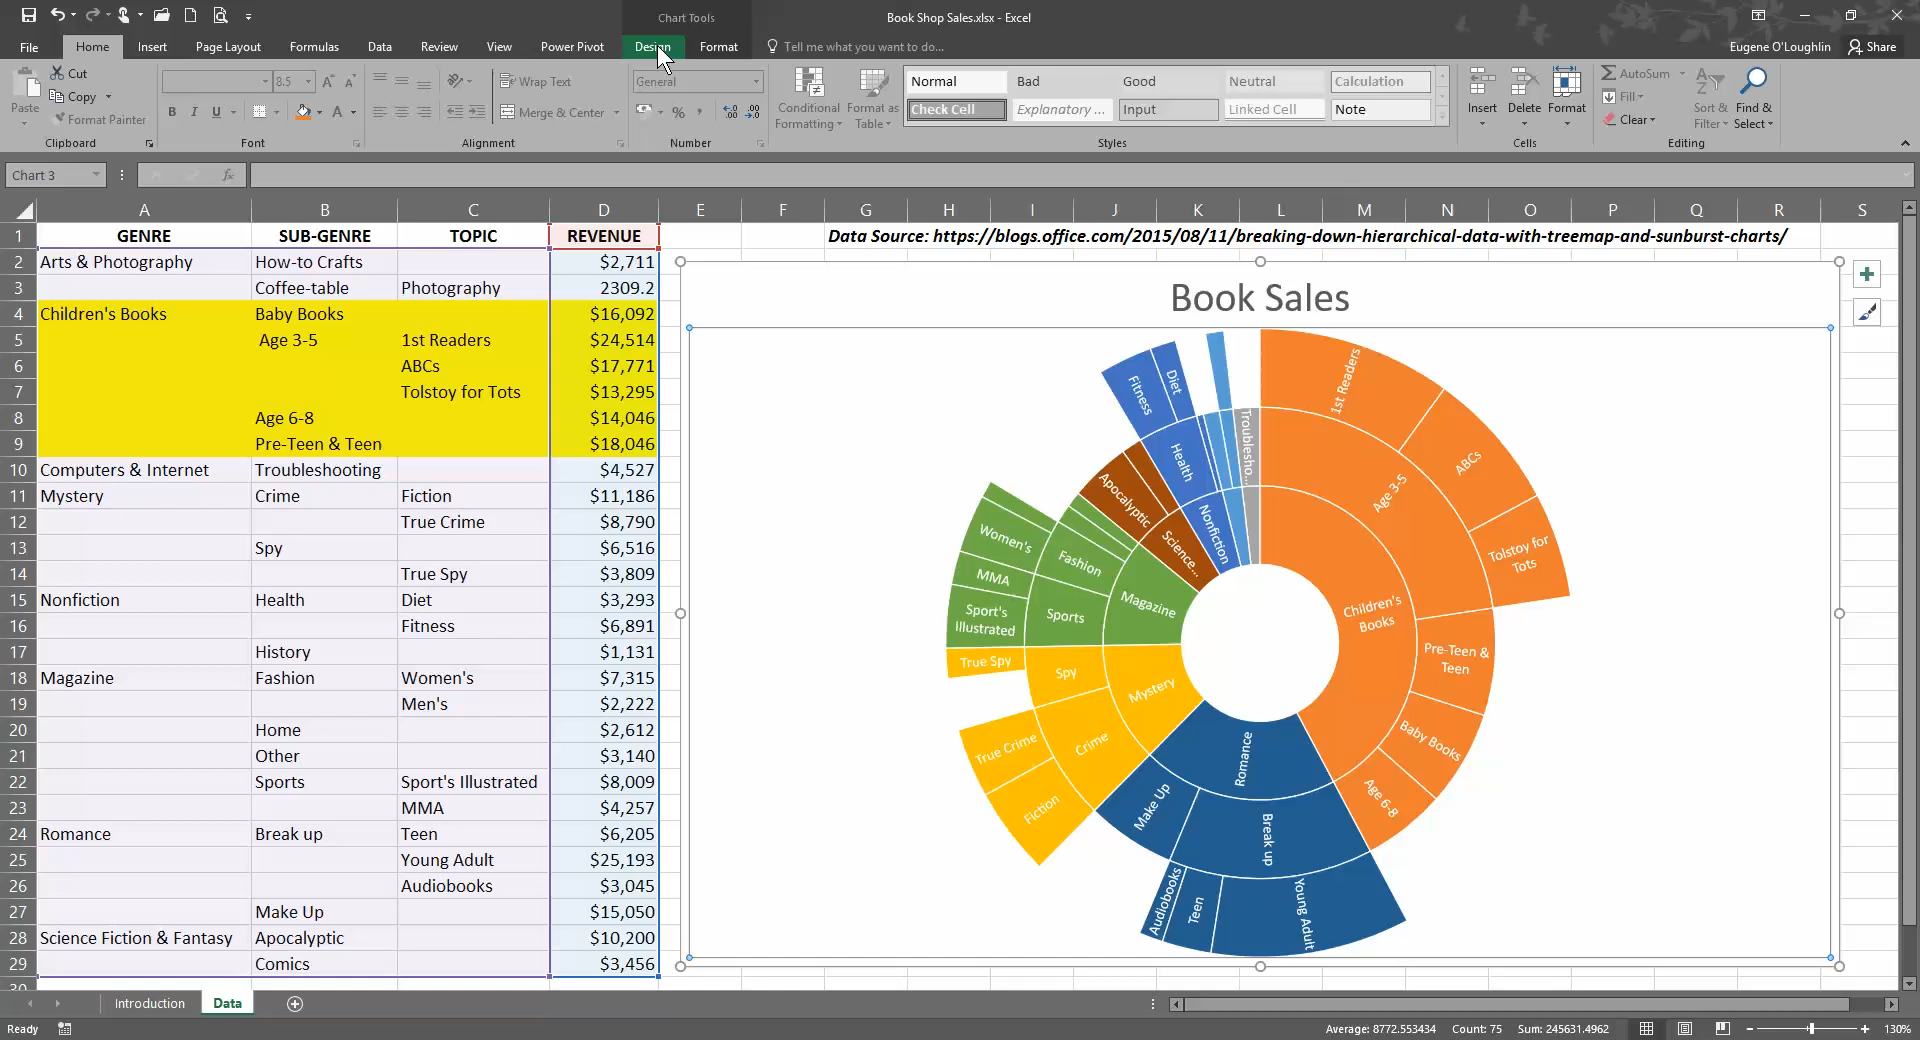 Chart Tools
Book Shop Sales.xlsx - Excel
File Home Insert Page Layout Formulas Data Review View Power Pivot Design Format Tell me what you want to do... Eugene O'Loughlin Share
Paste
Cut
Copy
Format Painter
Clipboard
8.5
A A
B I U A
Font
Wrap Text
Merge & Center
Alignment
General
% ,
Number
Conditional Formatting
Format as Table
Normal Bad Good Neutral Calculation
Check Cell Explanatory ... Input Linked Cell Note
Styles
Insert Delete Format
Cells
AutoSum
Fill
Clear
Sort & Filter
Find & Select
Editing
Chart 3 fx
A B C D E F G H I J K L M N O P Q R S
1 GENRE SUB-GENRE TOPIC REVENUE Data Source: https://blogs.office.com/2015/08/11/breaking-down-hierarchical-data-with-treemap-and-sunburst-charts/
2 Arts & Photography How-to Crafts $2,711
3 Coffee-table Photography 2309.2
4 Children's Books Baby Books $16,092
5 Age 3-5 1st Readers $24,514
6 ABCs $17,771
7 Tolstoy for Tots $13,295
8 Age 6-8 $14,046
9 Pre-Teen & Teen $18,046
10 Computers & Internet Troubleshooting $4,527
11 Mystery Crime Fiction $11,186
12 True Crime $8,790
13 Spy $6,516
14 True Spy $3,809
15 Nonfiction Health Diet $3,293
16 Fitness $6,891
17 History $1,131
18 Magazine Fashion Women's $7,315
19 Men's $2,222
20 Home $2,612
21 Other $3,140
22 Sports Sport's Illustrated $8,009
23 MMA $4,257
24 Romance Break up Teen $6,205
25 Young Adult $25,193
26 Audiobooks $3,045
27 Make Up $15,050
28 Science Fiction & Fantasy Apocalyptic $10,200
29 Comics $3,456
Book Sales
1st Readers
ABCs
Tolstoy for
Tots
Age 3-5
Children's
Books
Pre-Teen &
Teen
Baby Books
Age 6-8
Romance
Break up
Make Up
Young Adult
Teen
Audiobooks
Mystery
Crime
Fiction
True Crime
Spy
True Spy
Magazine
Sports
Sport's
Illustrated
MMA
Fashion
Women's
Science...
Apocalyptic
Nonfiction
Health
Fitness
Diet
Troublesho...
Introduction Data
Ready Average: 8772.553434 Count: 75 Sum: 245631.4962 130%